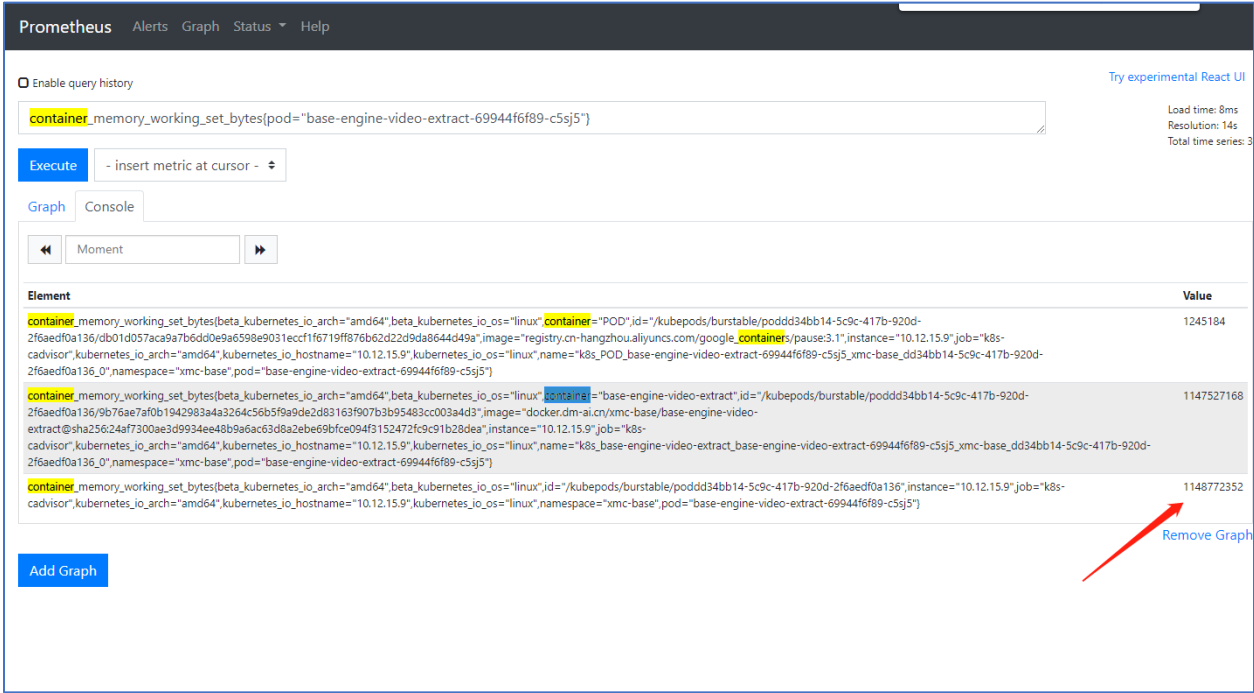 Prometheus Alerts Graph Status Help
Enable query history
Try experimental React UI
container_memory_working_set_bytes{pod="base-engine-video-extract-69944f6f89-c5sj5"}
Load time: 8ms
Resolution: 14s
Total time series: 3
Execute
- insert metric at cursor -
Graph Console
Moment
Element Value
container_memory_working_set_bytes{beta_kubernetes_io_arch="amd64",beta_kubernetes_io_os="linux",container="POD",id="/kubepods/burstable/poddd34bb14-5c9c-417b-920d- 1245184
2f6aedf0a136/db01d057aca9a7b6dd0e9a6598e9031eccf1f6719ff876b62d22d9da8644d49a",image="registry.cn-hangzhou.aliyuncs.com/google_containers/pause:3.1",instance="10.12.15.9",job="k8s-
cadvisor",kubernetes_io_arch="amd64",kubernetes_io_hostname="10.12.15.9",kubernetes_io_os="linux",name="k8s_POD_base-engine-video-extract-69944f6f89-c5sj5_xmc-base_dd34bb14-5c9c-417b-920d-
2f6aedf0a136_0",namespace="xmc-base",pod="base-engine-video-extract-69944f6f89-c5sj5"}
container_memory_working_set_bytes{beta_kubernetes_io_arch="amd64",beta_kubernetes_io_os="linux",container="base-engine-video-extract",id="/kubepods/burstable/poddd34bb14-5c9c-417b-920d- 1147527168
2f6aedf0a136/9b76ae7af0b1942983a4a3264c56b5f9a9de2d83163f907b3b95483cc003a4d3",image="docker.dm-ai.cn/xmc-base/base-engine-video-
extract@sha256:24af7300ae3d9934ee48b9a6ac63d8a2ebe69bfce094f3152472fc9c91b28dea",instance="10.12.15.9",job="k8s-
cadvisor",kubernetes_io_arch="amd64",kubernetes_io_hostname="10.12.15.9",kubernetes_io_os="linux",name="k8s_base-engine-video-extract_base-engine-video-extract-69944f6f89-c5sj5_xmc-base_dd34bb14-5c9c-417b-920d-
2f6aedf0a136_0",namespace="xmc-base",pod="base-engine-video-extract-69944f6f89-c5sj5"}
container_memory_working_set_bytes{beta_kubernetes_io_arch="amd64",beta_kubernetes_io_os="linux",id="/kubepods/burstable/poddd34bb14-5c9c-417b-920d-2f6aedf0a136",instance="10.12.15.9",job="k8s- 1148772352
cadvisor",kubernetes_io_arch="amd64",kubernetes_io_hostname="10.12.15.9",kubernetes_io_os="linux",namespace="xmc-base",pod="base-engine-video-extract-69944f6f89-c5sj5"}
Remove Graph
Add Graph